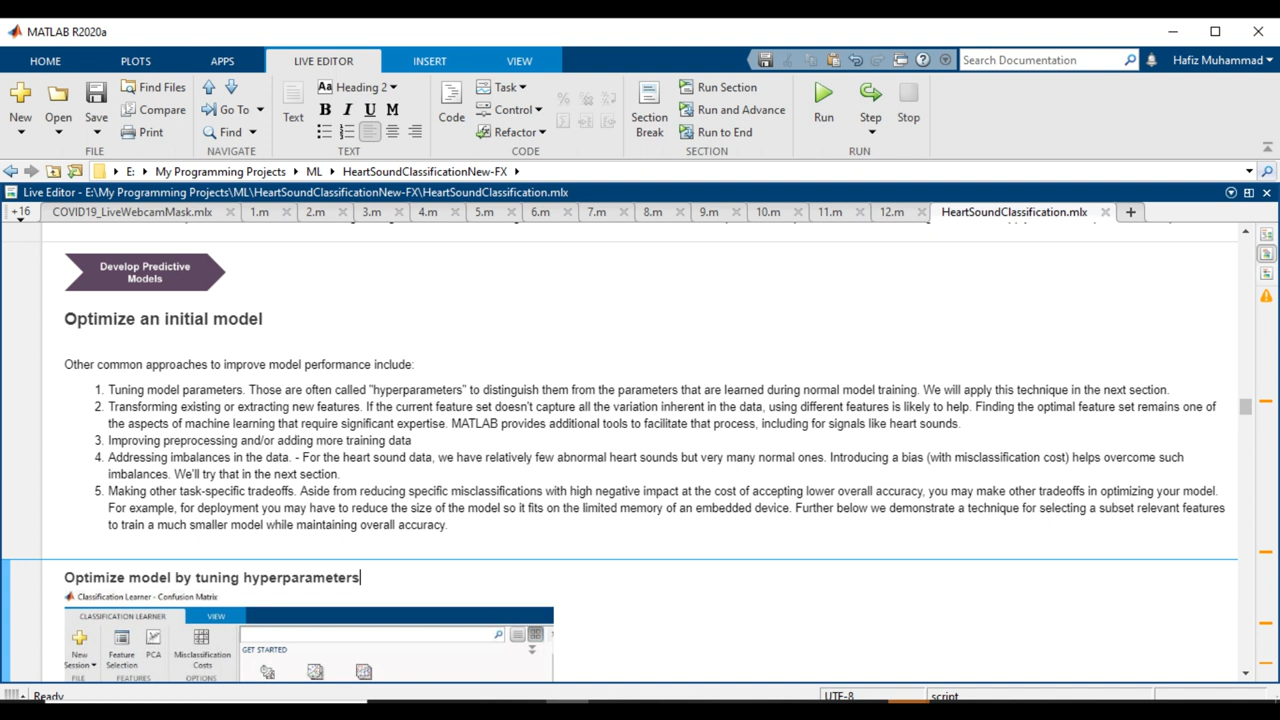 MATLAB R2020a
HOME PLOTS APPS LIVE EDITOR INSERT VIEW Search Documentation Hafiz Muhammad
New Open Save Find Files Compare Print
FILE
Go To Find
NAVIGATE
Text Aa Heading 2 B I U M
TEXT
Code Task Control Refactor
CODE
Section Break Run Section Run and Advance Run to End
SECTION
Run Step Stop
RUN
E: My Programming Projects ML HeartSoundClassificationNew-FX
Live Editor - E:\My Programming Projects\ML\HeartSoundClassificationNew-FX\HeartSoundClassification.mlx
+16 COVID19_LiveWebcamMask.mlx 1.m 2.m 3.m 4.m 5.m 6.m 7.m 8.m 9.m 10.m 11.m 12.m HeartSoundClassification.mlx
Develop Predictive
Models
Optimize an initial model
Other common approaches to improve model performance include:
1. Tuning model parameters. Those are often called "hyperparameters" to distinguish them from the parameters that are learned during normal model training. We will apply this technique in the next section.
2. Transforming existing or extracting new features. If the current feature set doesn't capture all the variation inherent in the data, using different features is likely to help. Finding the optimal feature set remains one of
the aspects of machine learning that require significant expertise. MATLAB provides additional tools to facilitate that process, including for signals like heart sounds.
3. Improving preprocessing and/or adding more training data
4. Addressing imbalances in the data. - For the heart sound data, we have relatively few abnormal heart sounds but very many normal ones. Introducing a bias (with misclassification cost) helps overcome such
imbalances. We'll try that in the next section.
5. Making other task-specific tradeoffs. Aside from reducing specific misclassifications with high negative impact at the cost of accepting lower overall accuracy, you may make other tradeoffs in optimizing your model.
For example, for deployment you may have to reduce the size of the model so it fits on the limited memory of an embedded device. Further below we demonstrate a technique for selecting a subset relevant features
to train a much smaller model while maintaining overall accuracy.
Optimize model by tuning hyperparameters
Classification Learner - Confusion Matrix
CLASSIFICATION LEARNER VIEW
New Session Feature Selection PCA Misclassification Costs GET STARTED
FILE FEATURES OPTIONS
Ready UTF-8 script